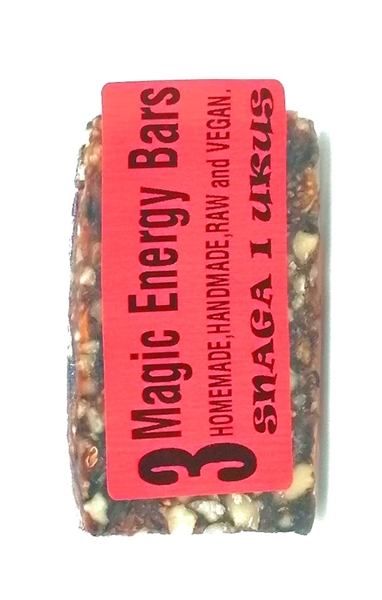 3 Magic Energy Bars
HOMEMADE,HANDMADE,RAW and VEGAN.
SNAGA I UKUS